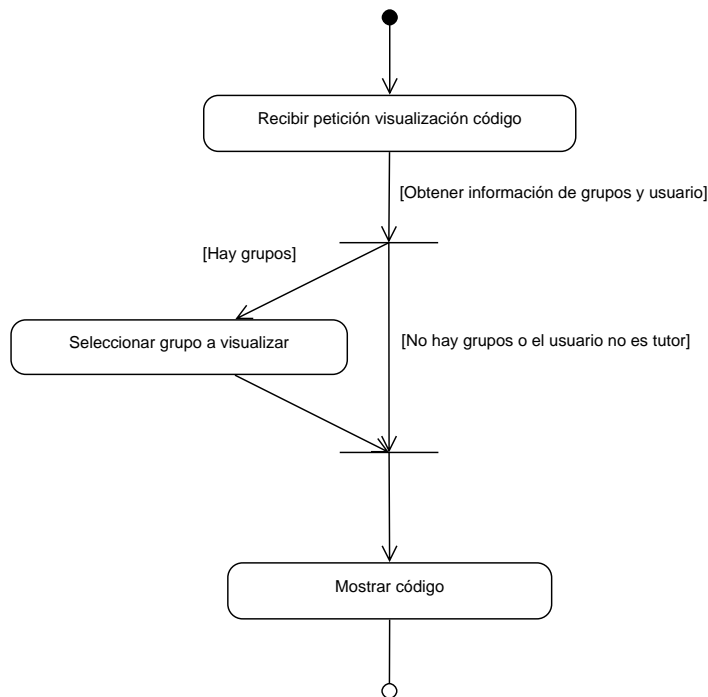 Recibir petición visualización código
[Obtener información de grupos y usuario]
[Hay grupos]
Seleccionar grupo a visualizar
[No hay grupos o el usuario no es tutor]
Mostrar código